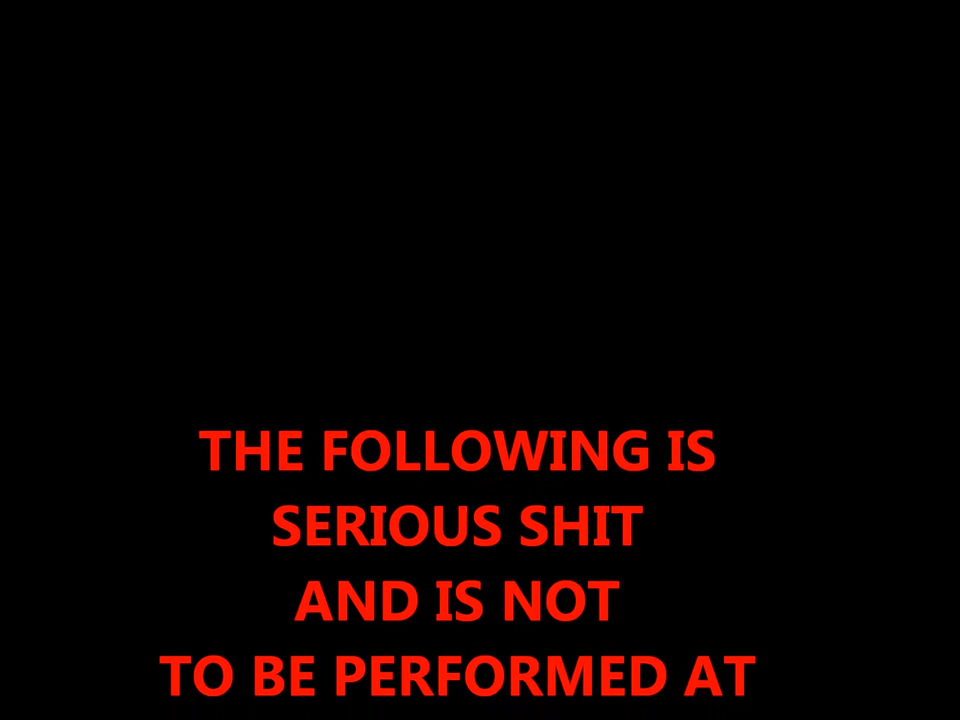 THE FOLLOWING IS
SERIOUS SHIT
AND IS NOT
TO BE PERFORMED AT